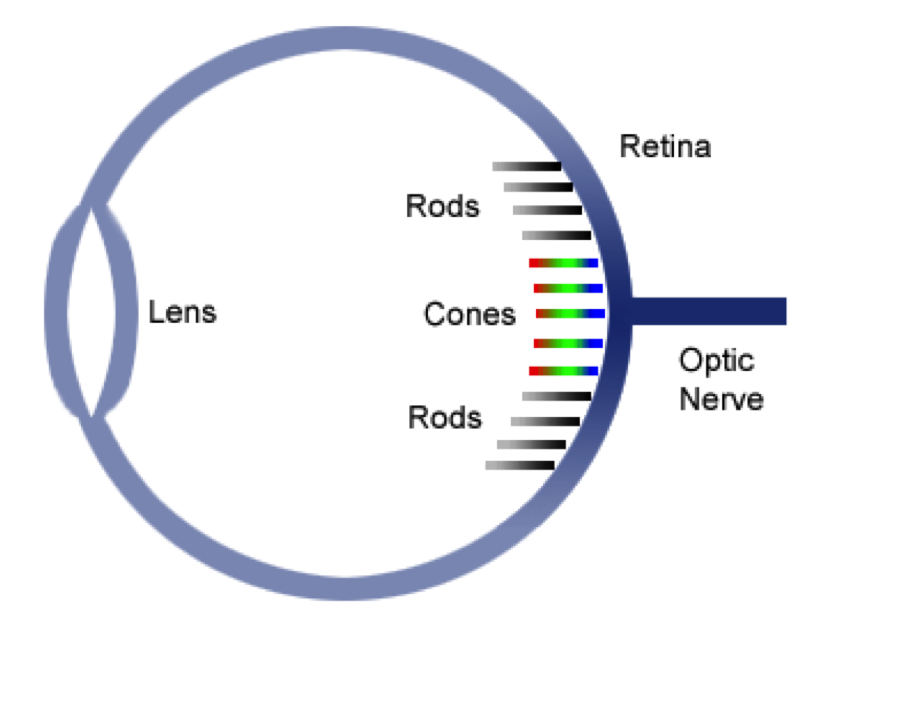 Retina
Rods
Lens
Cones
Optic
Nerve
Rods